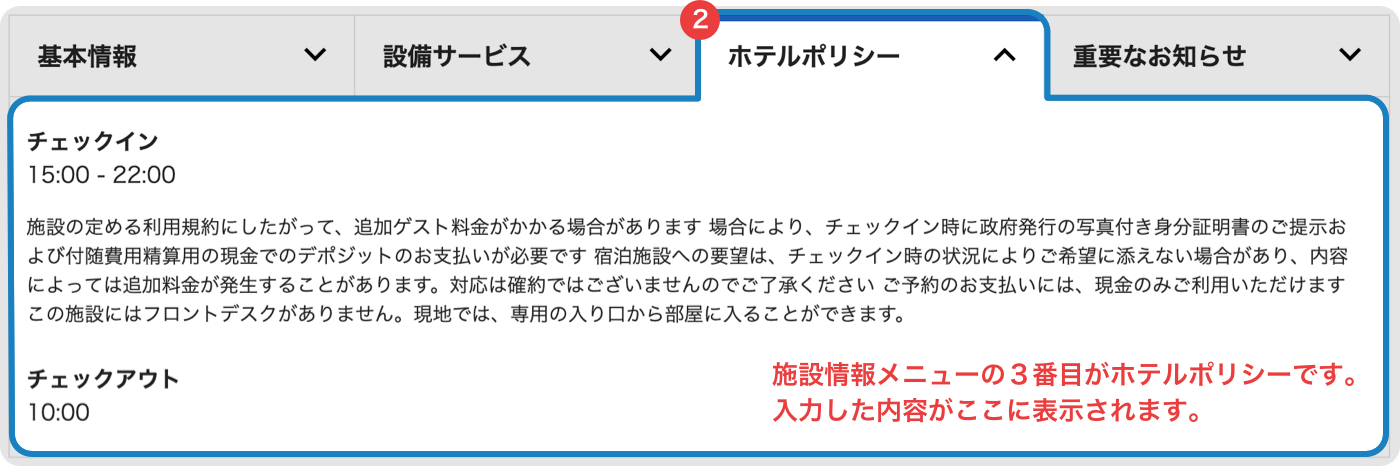 2
基本情報
設備サービス
ホテルポリシー
重要なお知らせ
チェックイン
15:00 - 22:00
施設の定める利用規約にしたがって、追加ゲスト料金がかかる場合があります 場合により、チェックイン時に政府発行の写真付き身分証明書のご提示お
よび付随費用精算用の現金でのデポジットのお支払いが必要です 宿泊施設への要望は、チェックイン時の状況によりご希望に添えない場合があり、内容
によっては追加料金が発生することがあります。対応は確約ではございませんのでご了承ください ご予約のお支払いには、現金のみご利用いただけます
この施設にはフロントデスクがありません。現地では、専用の入り口から部屋に入ることができます。
チェックアウト
10:00
施設情報メニューの３番目がホテルポリシーです。
入力した内容がここに表示されます。